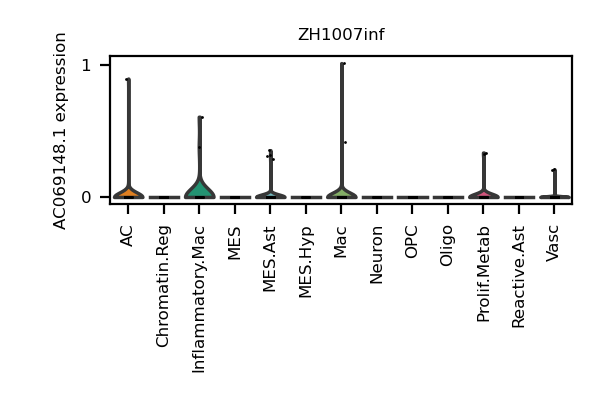 ZH1007inf
AC069148.1 expression
1
0
AC
Chromatin.Reg
Inflammatory.Mac
MES
MES.Ast
MES.Hyp
Mac
Neuron
OPC
Oligo
Prolif.Metab
Reactive.Ast
Vasc